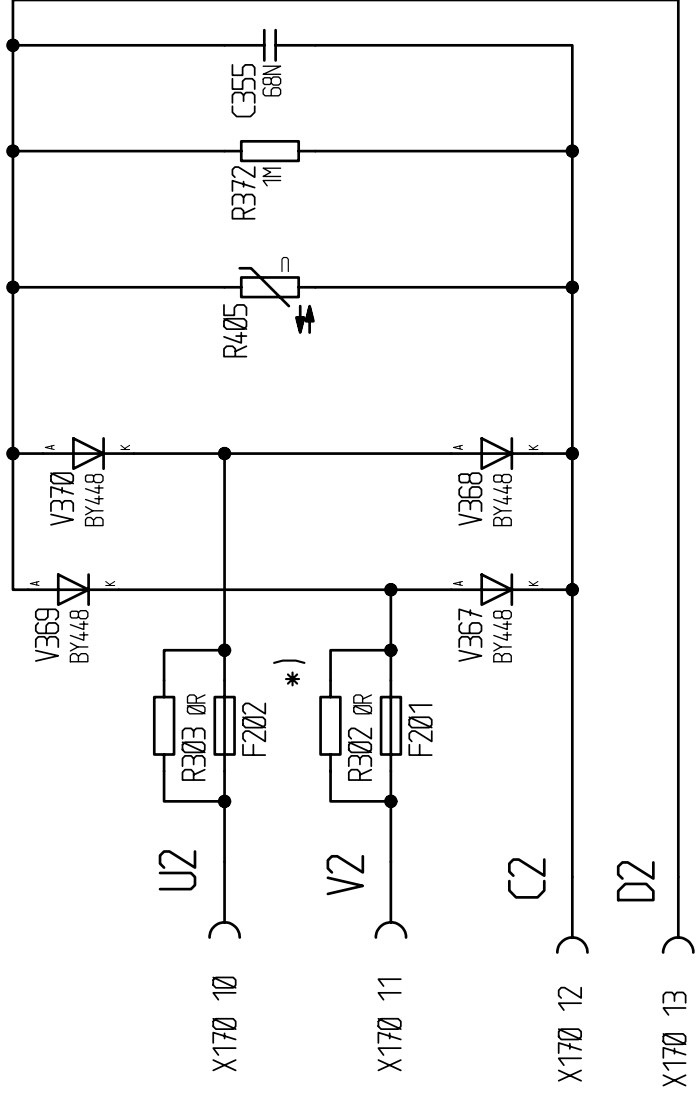 C355
68N
R372
1M
R405
U
A
K
V370
BY448
A
K
V368
BY448
A
K
V369
BY448
A
K
V367
BY448
R303 0R
F202
*)
R302 0R
F201
U2
V2
C2
D2
X170 10
X170 11
X170 12
X170 13